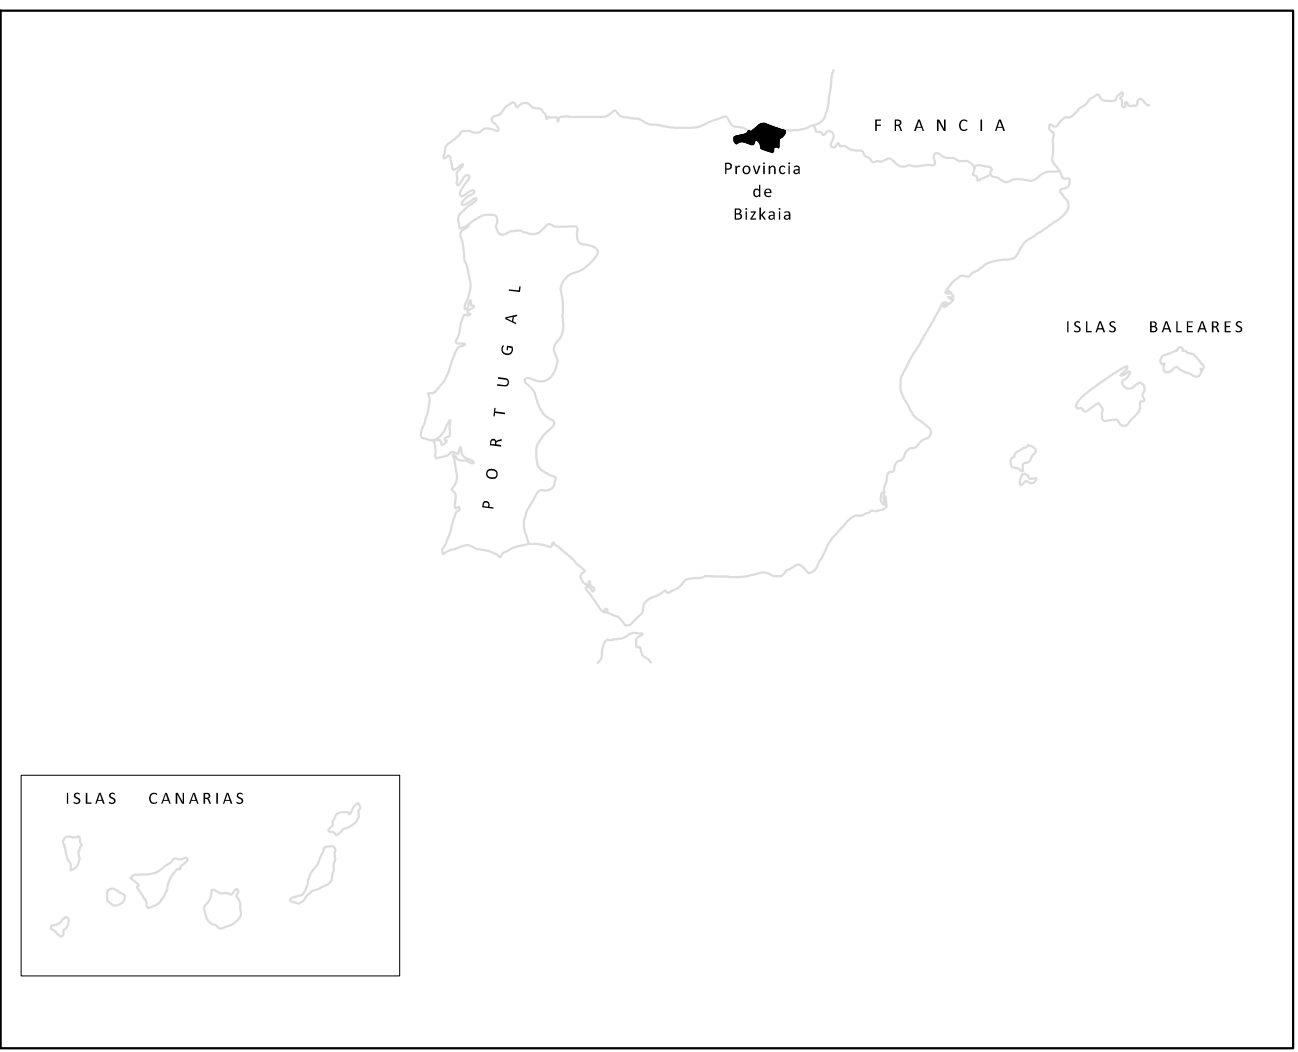 FRANCIA
Provincia
de
Bizkaia
PORTUGAL
ISLAS BALEARES
ISLAS CANARIAS